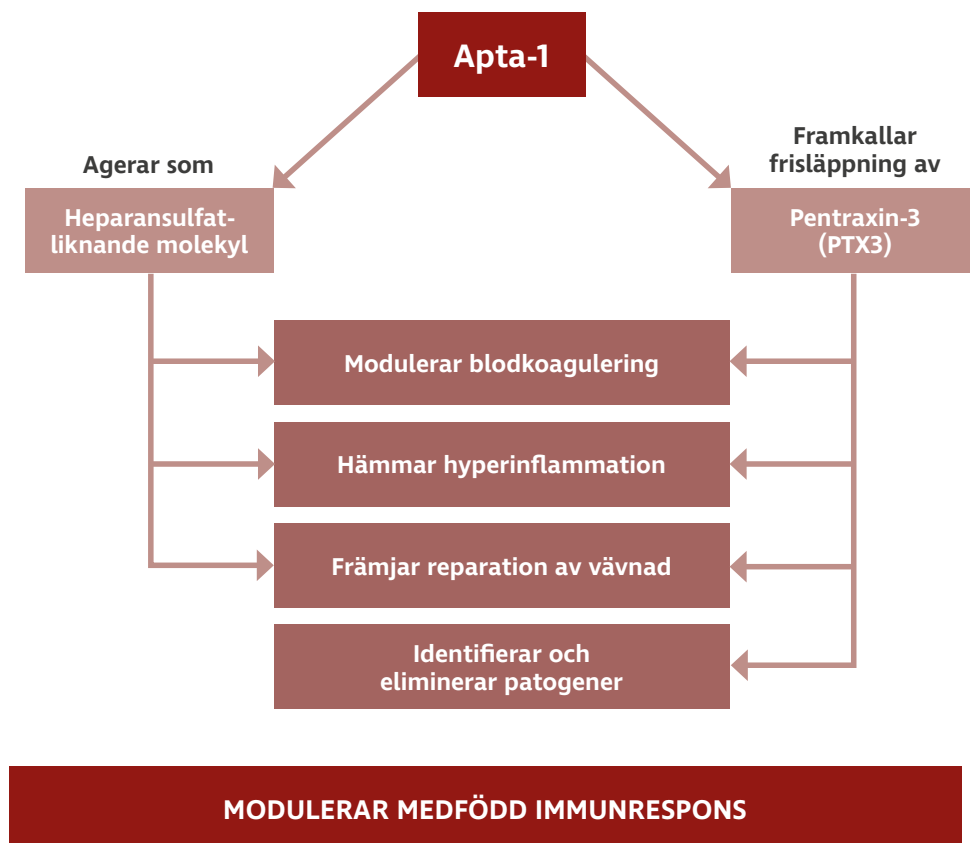 Apta-1
Agerar som
Framkallar
frisläppning av
Heparansulfat-
liknande molekyl
Pentraxin-3
(PTX3)
Modulerar blodkoagulering
Hämmar hyperinflammation
Främjar reparation av vävnad
Identifierar och
eliminerar patogener
MODULERAR MEDFÖDD IMMUNRESPONS